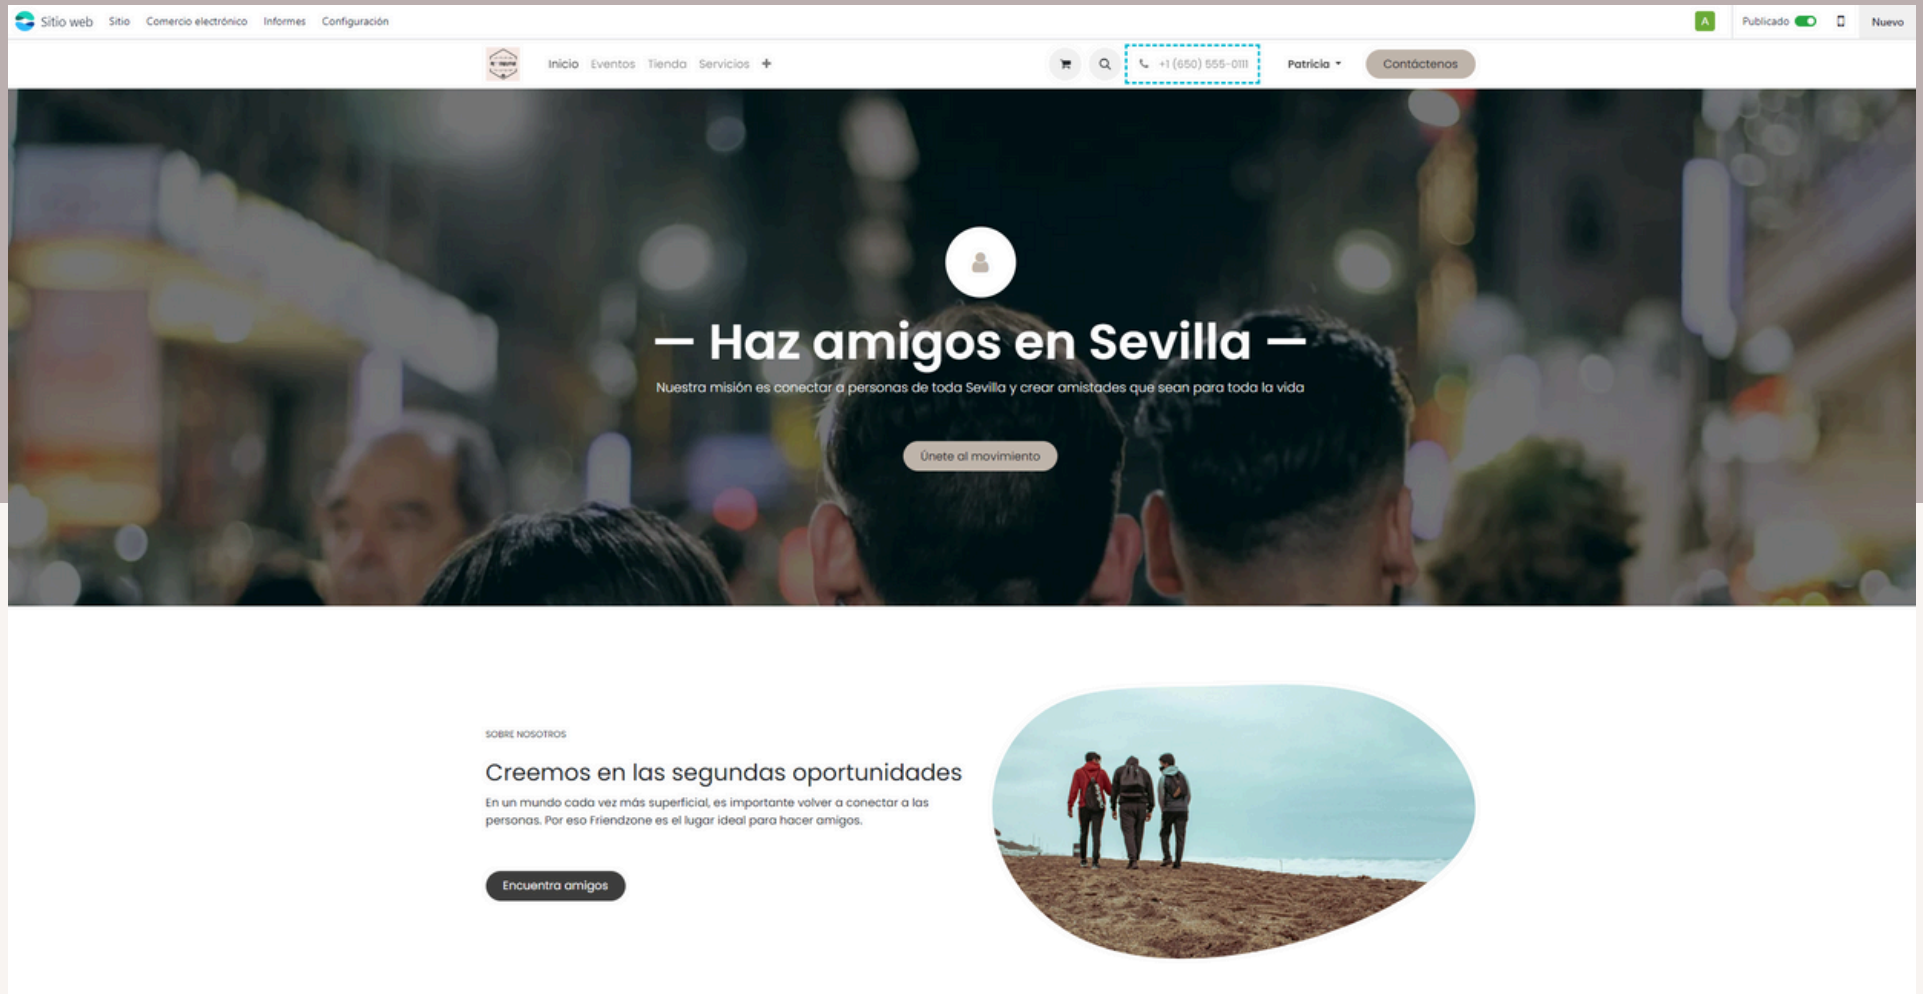 Sitio web Sitio Comercio electrónico Informes Configuración A Publicado Nuevo
Inicio Eventos Tienda Servicios + +1 (650) 555-0111 Patricia Contáctenos
— Haz amigos en Sevilla —
Nuestra misión es conectar a personas de toda Sevilla y crear amistades que sean para toda la vida
Únete al movimiento
SOBRE NOSOTROS
Creemos en las segundas oportunidades
En un mundo cada vez más superficial, es importante volver a conectar a las
personas. Por eso Friendzone es el lugar ideal para hacer amigos.
Encuentra amigos